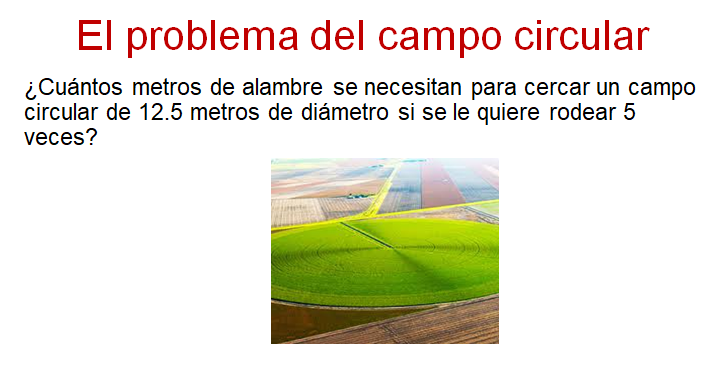 El problema del campo circular
¿Cuántos metros de alambre se necesitan para cercar un campo
circular de 12.5 metros de diámetro si se le quiere rodear 5
veces?